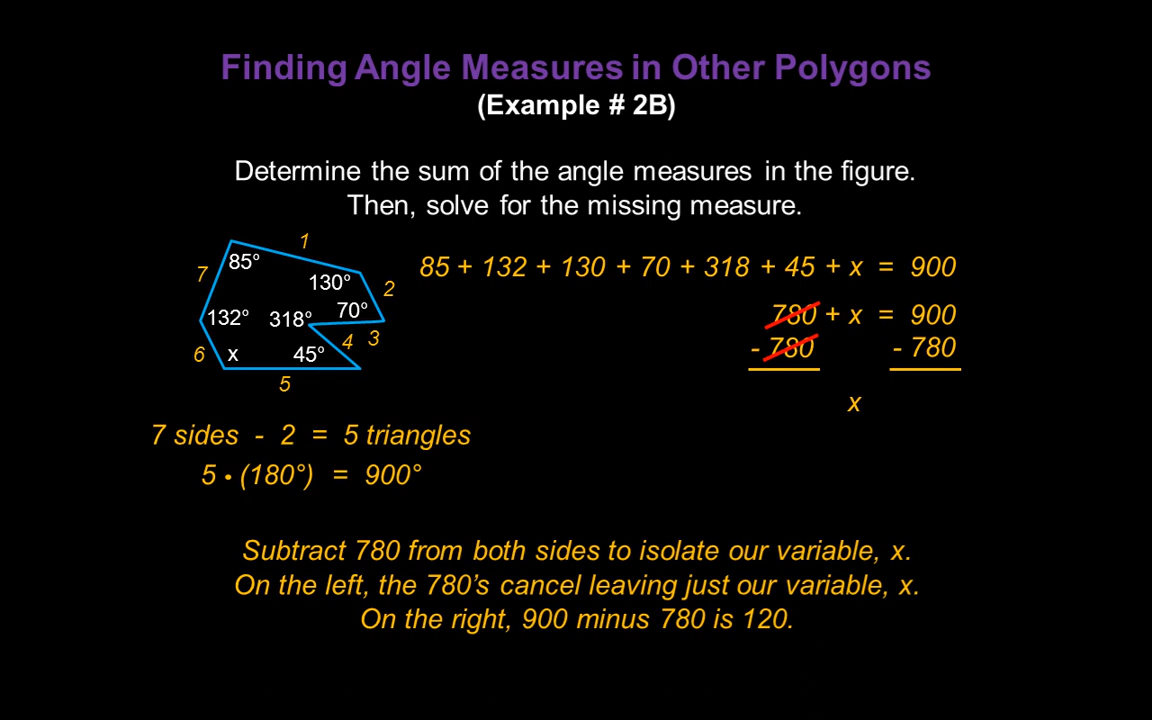 Finding Angle Measures in Other Polygons
(Example # 2B)
Determine the sum of the angle measures in the figure.
Then, solve for the missing measure.
1
85°
7
130°
2
132°
318°
70°
4
3
6
x
45°
5
85 + 132 + 130 + 70 + 318 + 45 + x = 900
780 + x = 900
- 780 - 780
x
7 sides - 2 = 5 triangles
5 • (180°) = 900°
Subtract 780 from both sides to isolate our variable, x.
On the left, the 780’s cancel leaving just our variable, x.
On the right, 900 minus 780 is 120.